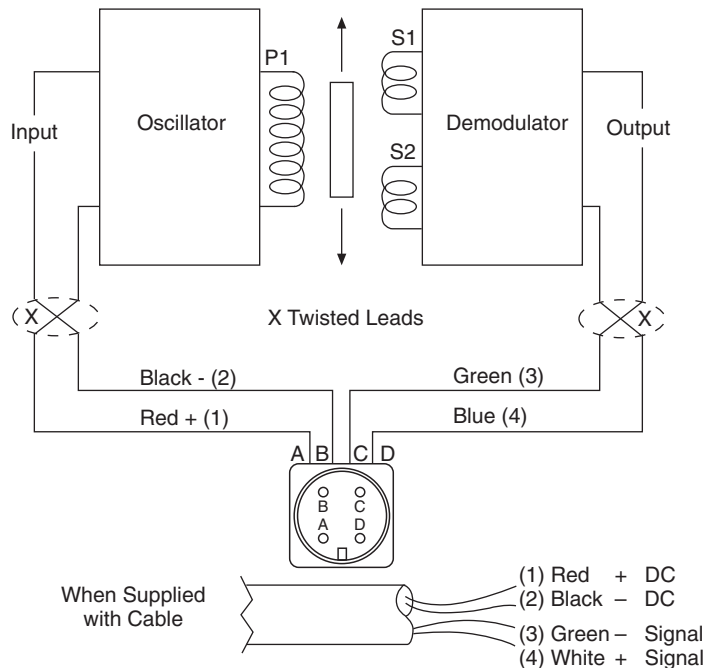 S1
P1
Input
Oscillator
Demodulator
Output
S2
X
X Twisted Leads
X
Black - (2)
Green (3)
Red + (1)
Blue (4)
A B C D
B C
A D
When Supplied
with Cable
(1) Red + DC
(2) Black – DC
(3) Green – Signal
(4) White + Signal